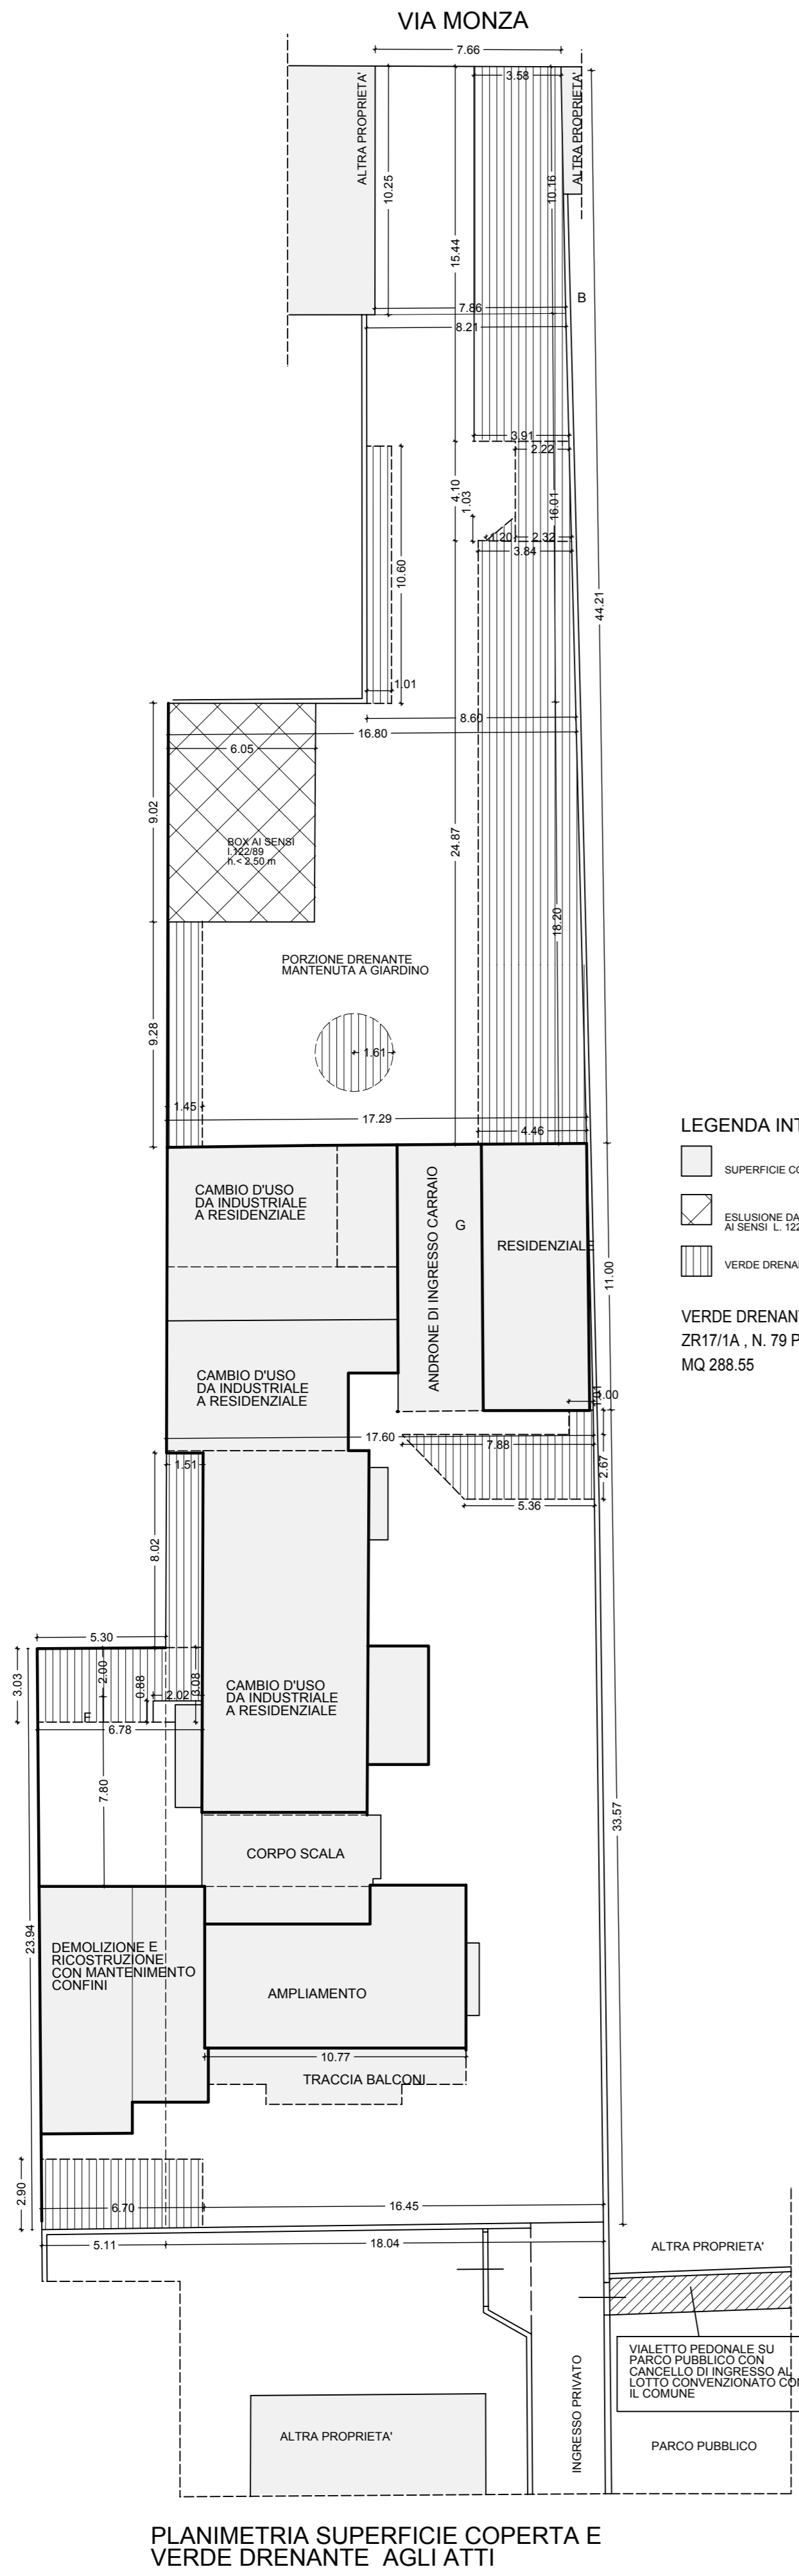 VIA MONZA
7.66
3.58
ALTRA PROPRIETA'
ALTRA PROPRIETA'
10.25
10.16
15.44
B
7.86
8.21
3.91
2.22
4.10
1.03
16.01
1.20
2.32
3.84
10.60
44.21
1.01
8.60
16.80
6.05
9.02
BOX AI SENSI
l.122/89
h.< 2.50 m
24.87
18.20
PORZIONE DRENANTE
MANTENUTA A GIARDINO
9.28
1.61
1.45
17.29
4.46
LEGENDA INT
SUPERFICIE CO
ESLUSIONE DA
AI SENSI L. 122
VERDE DRENA
VERDE DRENAN
ZR17/1A , N. 79 P
MQ 288.55
CAMBIO D'USO
DA INDUSTRIALE
A RESIDENZIALE
ANDRONE DI INGRESSO CARRAIO
G
RESIDENZIALE
11.00
CAMBIO D'USO
DA INDUSTRIALE
A RESIDENZIALE
1.00
17.60
7.88
1.51
2.67
5.36
8.02
5.30
3.03
2.00
0.88
2.02
3.08
CAMBIO D'USO
DA INDUSTRIALE
A RESIDENZIALE
F
6.78
7.80
33.57
CORPO SCALA
23.94
DEMOLIZIONE E
RICOSTRUZIONE
CON MANTENIMENTO
CONFINI
AMPLIAMENTO
10.77
TRACCIA BALCONI
2.90
6.70
16.45
5.11
18.04
ALTRA PROPRIETA'
VIALETTO PEDONALE SU
PARCO PUBBLICO CON
CANCELLO DI INGRESSO AL
LOTTO CONVENZIONATO CON
IL COMUNE
INGRESSO PRIVATO
ALTRA PROPRIETA'
PARCO PUBBLICO
PLANIMETRIA SUPERFICIE COPERTA E
VERDE DRENANTE AGLI ATTI